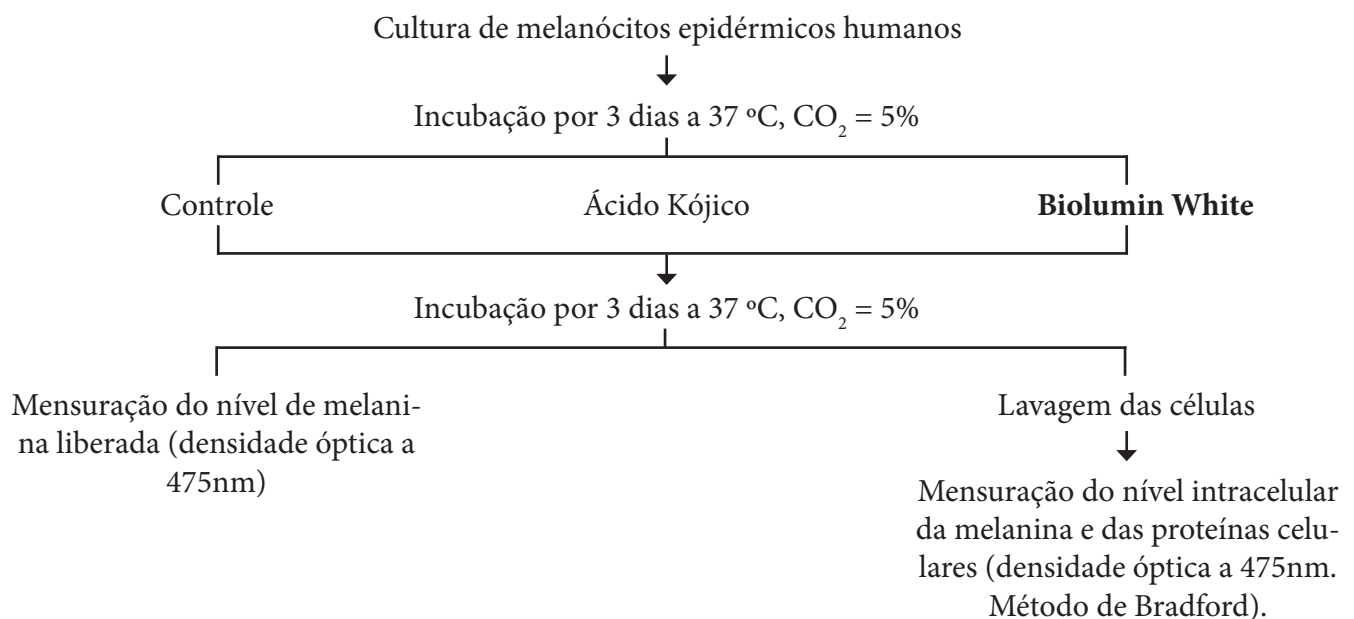 Cultura de melanócitos epidérmicos humanos
Incubação por 3 dias a 37 ºC, CO₂ = 5%
Controle
Ácido Kójico
Biolumin White
Incubação por 3 dias a 37 ºC, CO₂ = 5%
Mensuração do nível de melani-
na liberada (densidade óptica a
475nm)
Lavagem das células
Mensuração do nível intracelular
da melanina e das proteínas celu-
lares (densidade óptica a 475nm.
Método de Bradford).